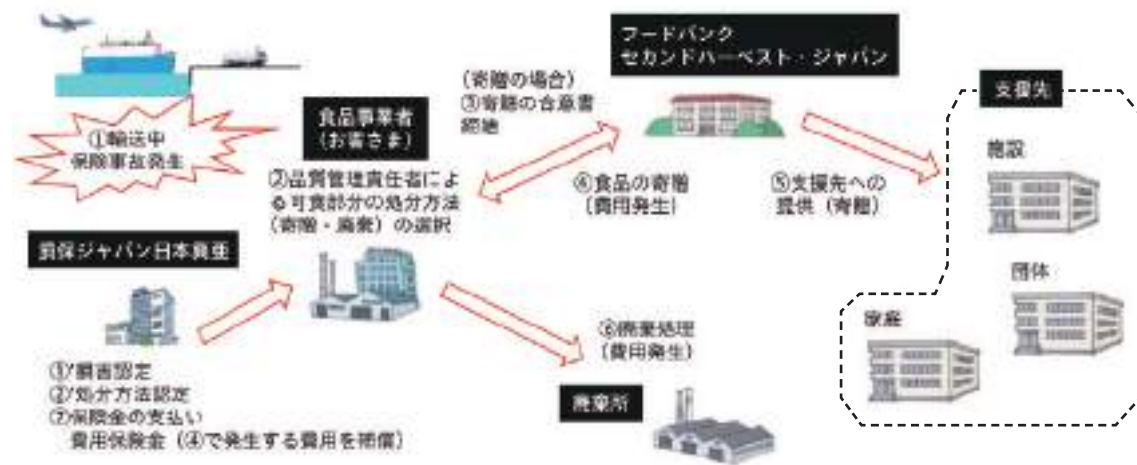 ①輸送中
保険事故発生
食品事業者
(お客さま)
②品質管理責任者によ
る可食部分の処分方法
(寄贈・廃棄)の選択
損保ジャパン日本興亜
①'損害認定
②'処分方法認定
⑦保険金の支払い
費用保険金(④で発生する費用を補償)
フードバンク
セカンドハーベスト・ジャパン
(寄贈の場合)
③寄贈の合意書
締結
④食品の寄贈
(費用発生)
⑤支援先への
提供(寄贈)
⑥廃棄処理
(費用発生)
廃棄所
支援先
施設
団体
家庭